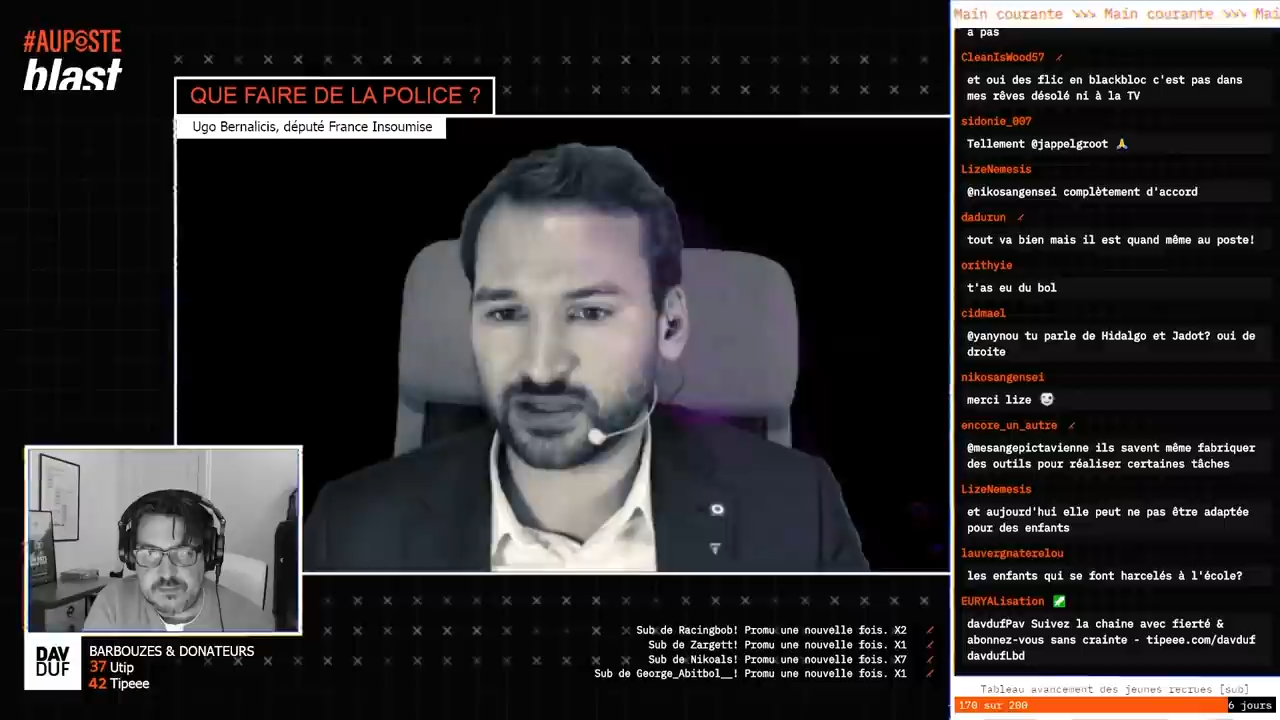 #AUPOSTE
blast
QUE FAIRE DE LA POLICE ?
Ugo Bernalicis, député France Insoumise
DAV
DUF
BARBOUZES & DONATEURS
37 Utip
42 Tipeee
Sub de Racingbob! Promu une nouvelle fois. X2
Sub de Zargett! Promu une nouvelle fois. X1
Sub de Nikoals! Promu une nouvelle fois. X7
Sub de George_Abitbol__! Promu une nouvelle fois. X1
Main courante >>> Main courante >>> Mai
a pas
CleanIsWood57
et oui des flic en blackbloc c'est pas dans
mes rêves désolé ni à la TV
sidonie_007
Tellement @jappelgroot 🙏
LizeNemesis
@nikosangensei complètement d'accord
dadurun
tout va bien mais il est quand même au poste!
orithyie
t'as eu du bol
cidmael
@yanynou tu parle de Hidalgo et Jadot? oui de
droite
nikosangensei
merci lize
encore_un_autre
@mesangepictavienne ils savent même fabriquer
des outils pour réaliser certaines tâches
LizeNemesis
et aujourd'hui elle peut ne pas être adaptée
pour des enfants
lauvergnaterelou
les enfants qui se font harcelés à l'école?
EURYALisation
davdufPav Suivez la chaine avec fierté &
abonnez-vous sans crainte - tipeee.com/davduf
davdufLbd
Tableau avancement des jeunes recrues [sub]
170 sur 200
6 jours